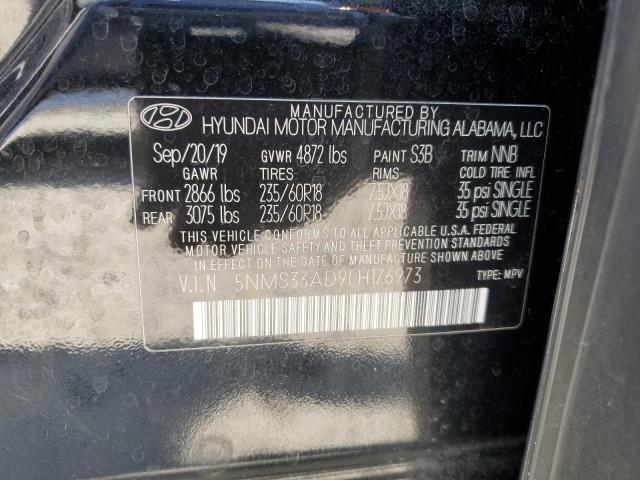 MANUFACTURED BY
HYUNDAI MOTOR MANUFACTURING ALABAMA, LLC
Sep/20/19 GVWR 4872 lbs PAINT S3B TRIM NNB
GAWR TIRES RIMS COLD TIRE INFL
FRONT 2866 lbs 235/60R18 7.5JX18 35 psi SINGLE
REAR 3075 lbs 235/60R18 7.5JX18 35 psi SINGLE
THIS VEHICLE CONFORMS TO ALL APPLICABLE U.S.A. FEDERAL
MOTOR VEHICLE SAFETY, BUMPER, AND THEFT PREVENTION STANDARDS
IN EFFECT ON THE DATE OF MANUFACTURE SHOWN ABOVE
V.I.N 5NMS33AD9LH176973 TYPE: MPV